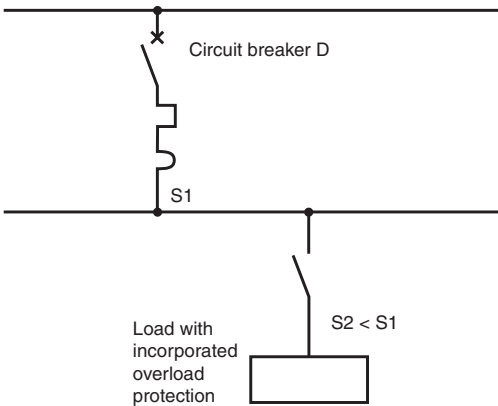 Circuit breaker D
S1
S2 < S1
Load with
incorporated
overload
protection